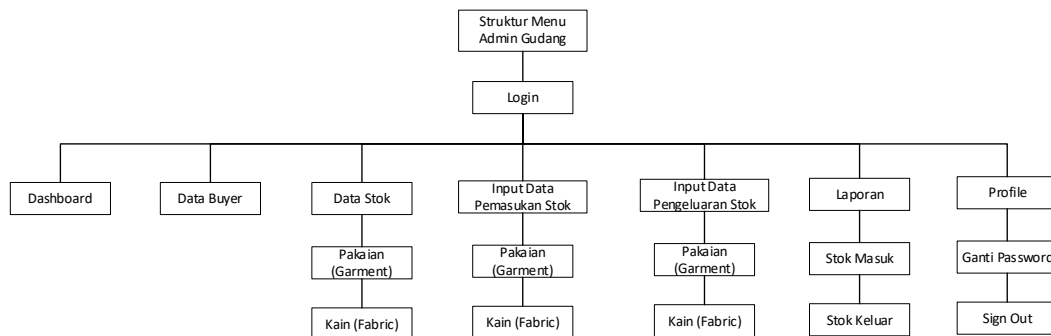 Struktur Menu
Admin Gudang
Login
Dashboard
Data Buyer
Data Stok
Input Data
Pemasukan Stok
Input Data
Pengeluaran Stok
Laporan
Profile
Pakaian
(Garment)
Pakaian
(Garment)
Pakaian
(Garment)
Stok Masuk
Ganti Password
Kain (Fabric)
Kain (Fabric)
Kain (Fabric)
Stok Keluar
Sign Out